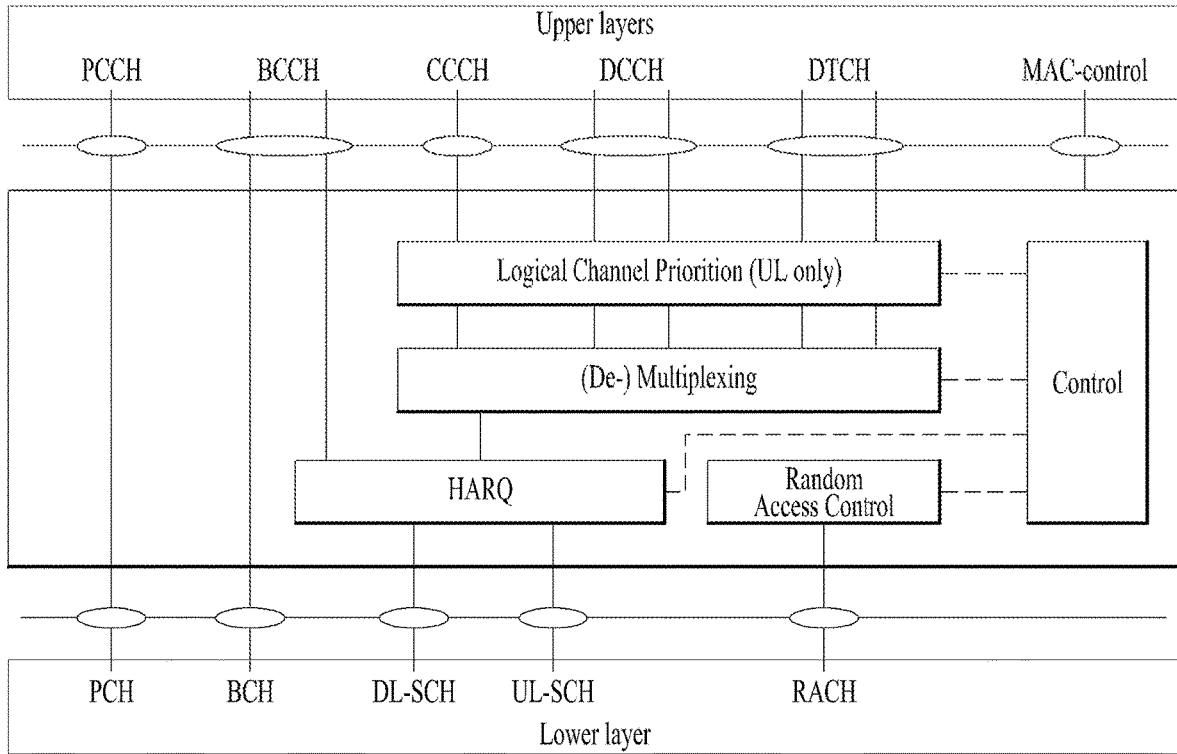 Upper layers
PCCH BCCH CCCH DCCH DTCH MAC-control
Logical Channel Priorition (UL only)
(De-) Multiplexing
Control
HARQ
Random
Access Control
PCH BCH DL-SCH UL-SCH RACH
Lower layer